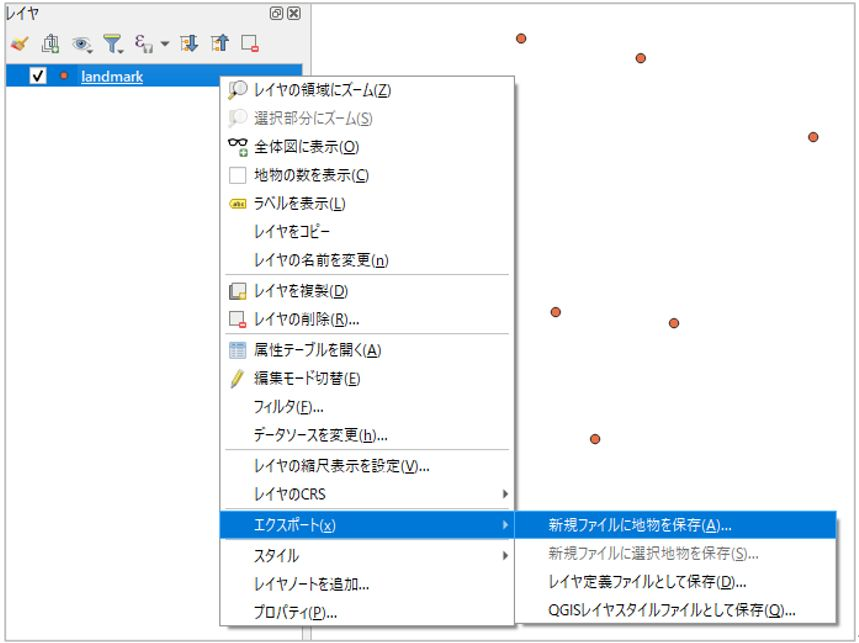 レイヤ
landmark
レイヤの領域にズーム(Z)
選択部分にズーム(S)
全体図に表示(O)
地物の数を表示(C)
abc ラベルを表示(L)
レイヤをコピー
レイヤの名前を変更(n)
レイヤを複製(D)
レイヤの削除(R)...
属性テーブルを開く(A)
編集モード切替(E)
フィルタ(F)...
データソースを変更(h)...
レイヤの縮尺表示を設定(V)...
レイヤのCRS
エクスポート(x)
新規ファイルに地物を保存(A)...
新規ファイルに選択地物を保存(S)...
スタイル
レイヤ定義ファイルとして保存(D)...
レイヤノートを追加...
QGISレイヤスタイルファイルとして保存(Q)...
プロパティ(P)...